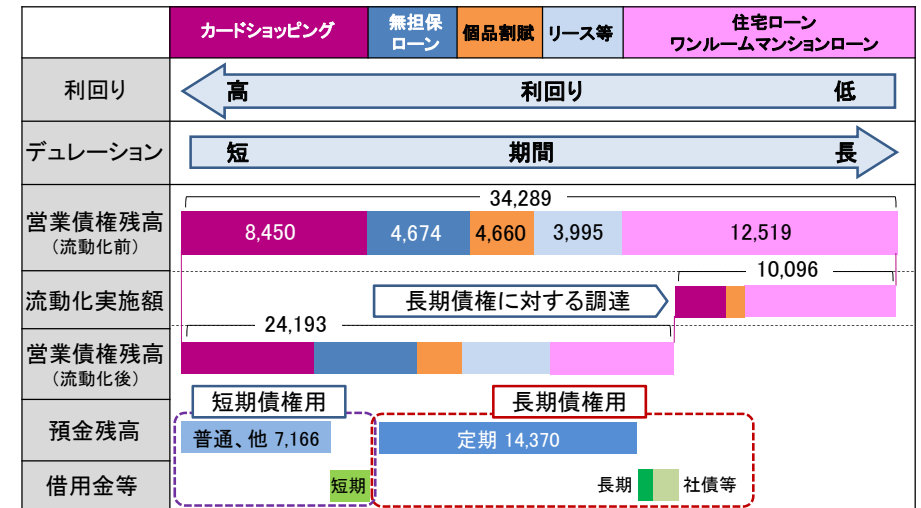 カードショッピング
無担保
ローン
個品割賦
リース等
住宅ローン
ワンルームマンションローン
利回り
高
利回り
低
デュレーション
短
期間
長
34,289
営業債権残高
(流動化前)
8,450
4,674
4,660
3,995
12,519
10,096
流動化実施額
長期債権に対する調達
24,193
営業債権残高
(流動化後)
短期債権用
長期債権用
預金残高
普通、他 7,166
定期 14,370
借用金等
短期
長期
社債等